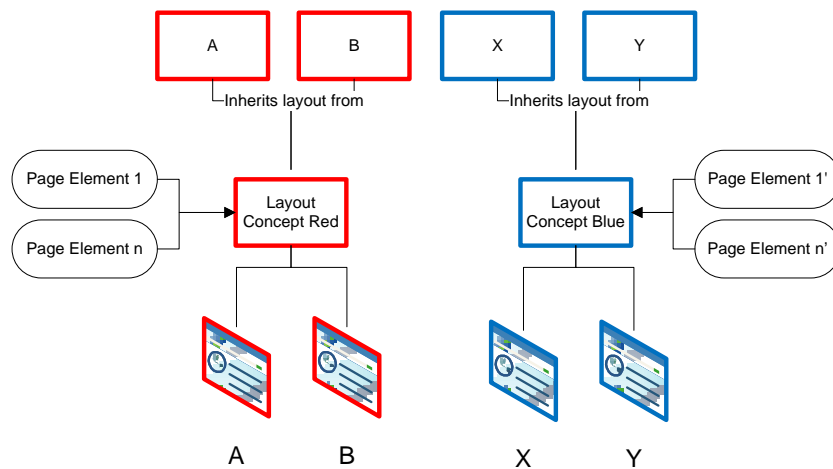 A
B
X
Y
Inherits layout from
Inherits layout from
Page Element 1
Layout
Concept Red
Layout
Concept Blue
Page Element 1'
Page Element n
Page Element n’
A
B
X
Y